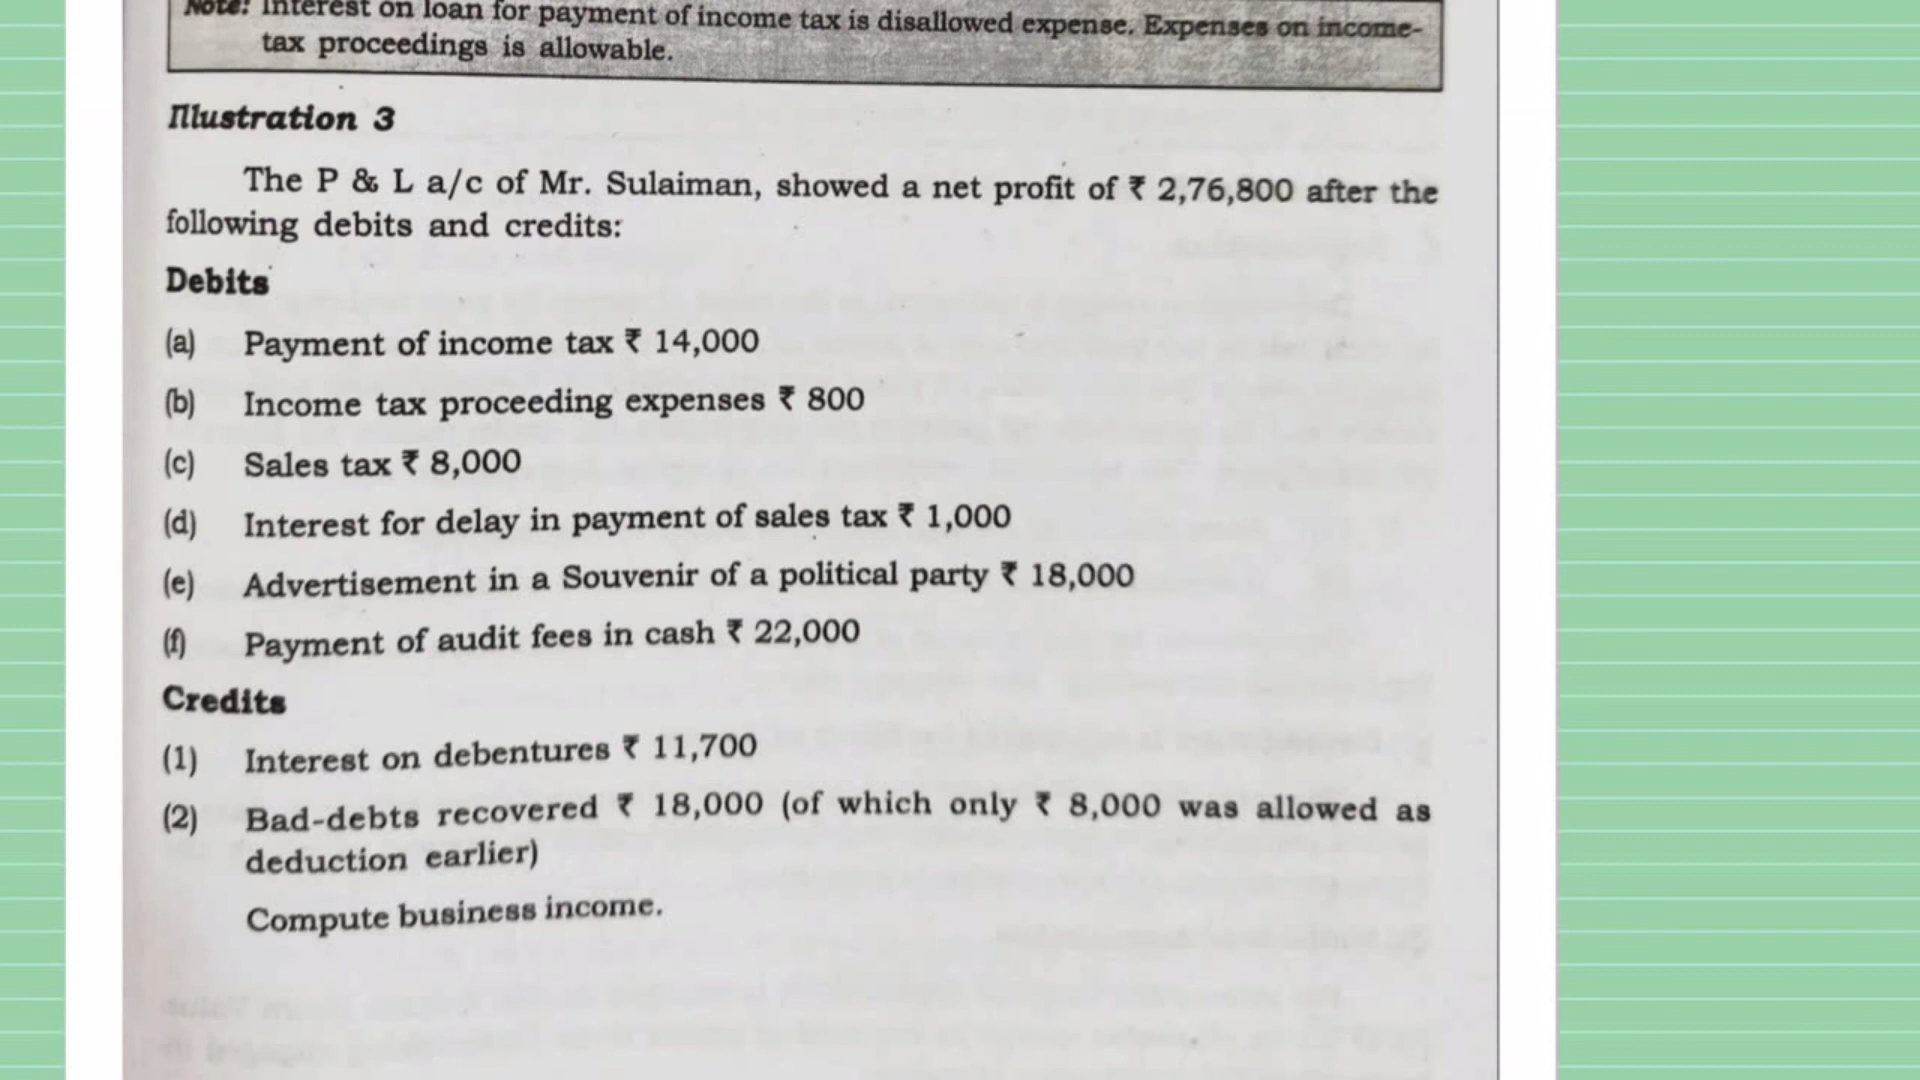 Note: Interest on loan for payment of income tax is disallowed expense. Expenses on income-
tax proceedings is allowable.
Illustration 3
The P & L a/c of Mr. Sulaiman, showed a net profit of ₹ 2,76,800 after the
following debits and credits:
Debits
(a) Payment of income tax ₹ 14,000
(b) Income tax proceeding expenses ₹ 800
(c) Sales tax ₹ 8,000
(d) Interest for delay in payment of sales tax ₹ 1,000
(e) Advertisement in a Souvenir of a political party ₹ 18,000
(f) Payment of audit fees in cash ₹ 22,000
Credits
(1) Interest on debentures ₹ 11,700
(2) Bad-debts recovered ₹ 18,000 (of which only ₹ 8,000 was allowed as
deduction earlier)
Compute business income.